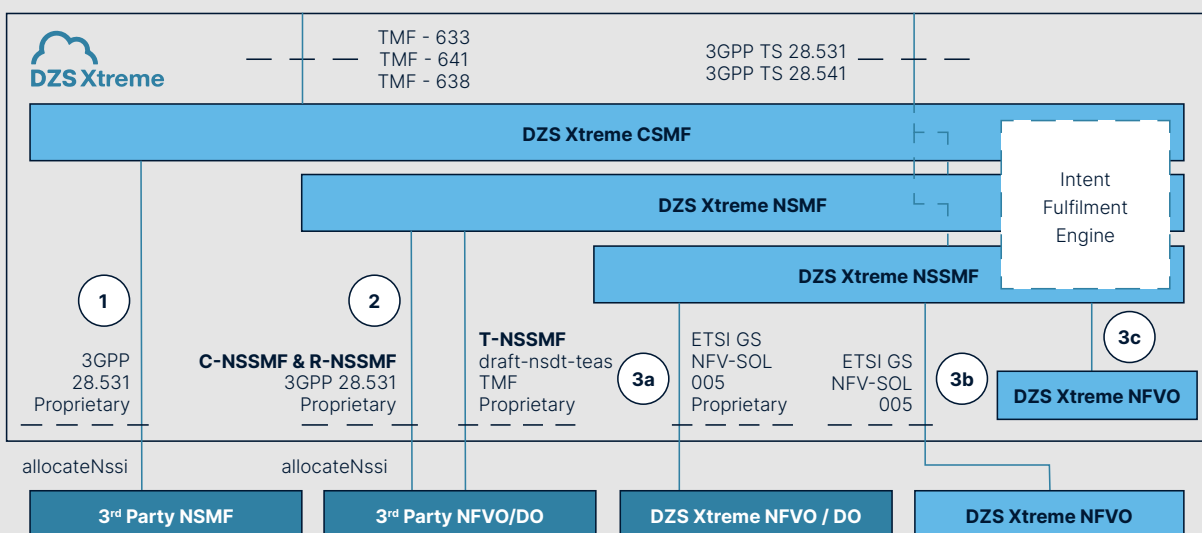 DZS Xtreme
TMF - 633
TMF - 641
TMF - 638
3GPP TS 28.531
3GPP TS 28.541
DZS Xtreme CSMF
DZS Xtreme NSMF
DZS Xtreme NSSMF
Intent
Fulfilment
Engine
1
3GPP
28.531
Proprietary
2
C-NSSMF & R-NSSMF
3GPP 28.531
Proprietary
T-NSSMF
draft-nsdt-teas
TMF
Proprietary
3a
ETSI GS
NFV-SOL
005
Proprietary
ETSI GS
NFV-SOL
005
3b
3c
DZS Xtreme NFVO
allocateNssi
allocateNssi
3rd Party NSMF
3rd Party NFVO/DO
DZS Xtreme NFVO / DO
DZS Xtreme NFVO